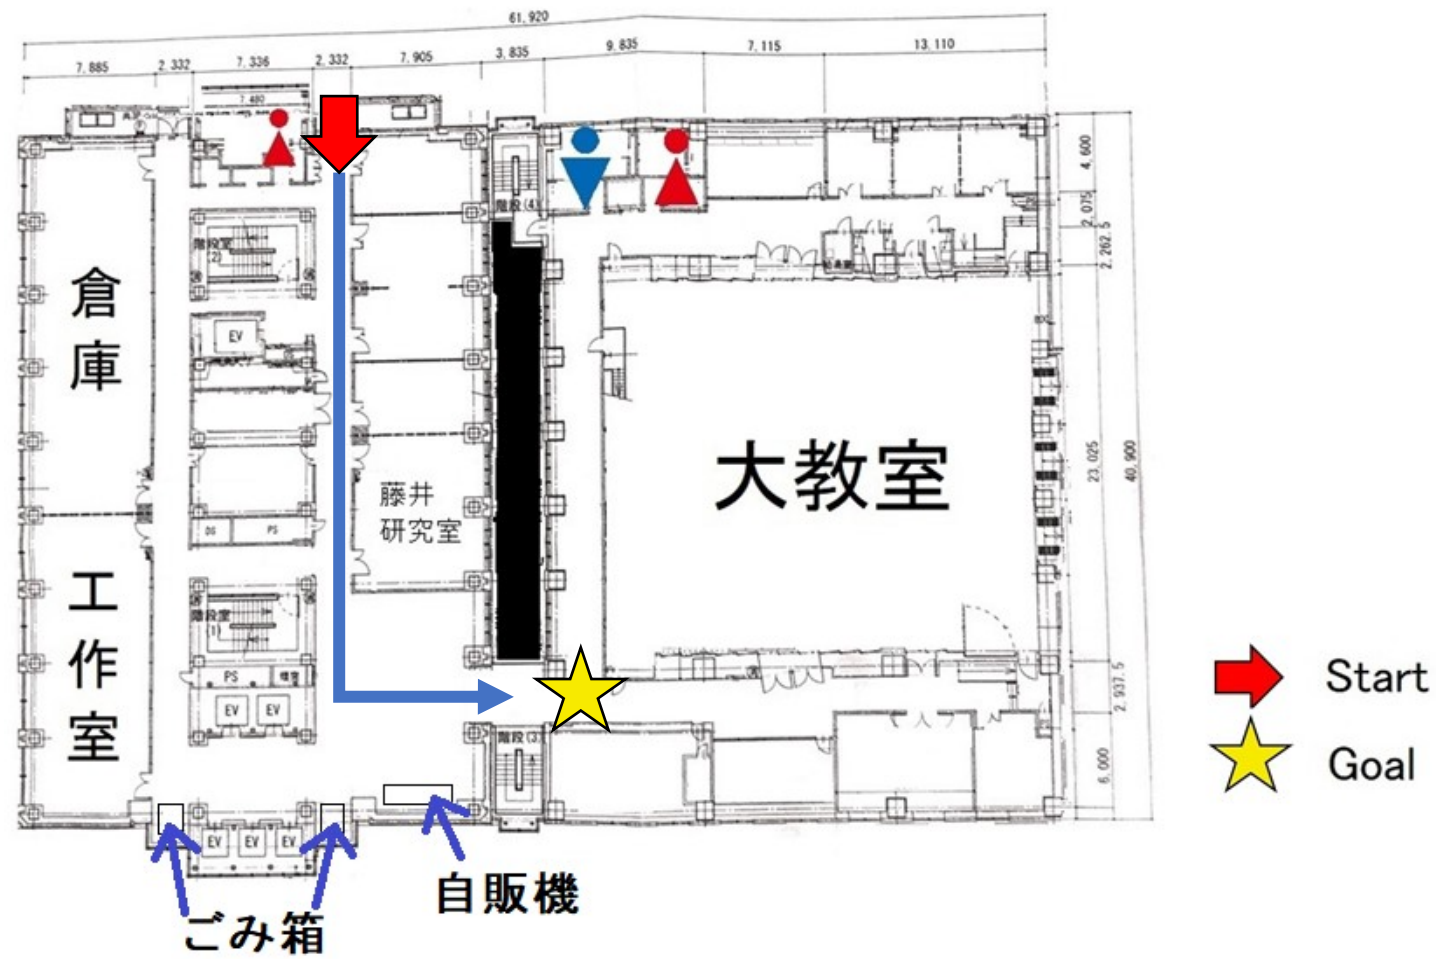 61,920
7,885
2,332
7,336
2,332
7,905
3,835
9,835
7,115
13,110
7,480
4,600
2,075
2,262.5
階段(4)
階段室
(2)
倉庫
EV
大教室
23,025
40,900
藤井
研究室
DS
PS
工作室
階段室
(1)
PS
EV
EV
2,937.5
Start
階段(3)
Goal
6,000
EV
EV
EV
自販機
ごみ箱